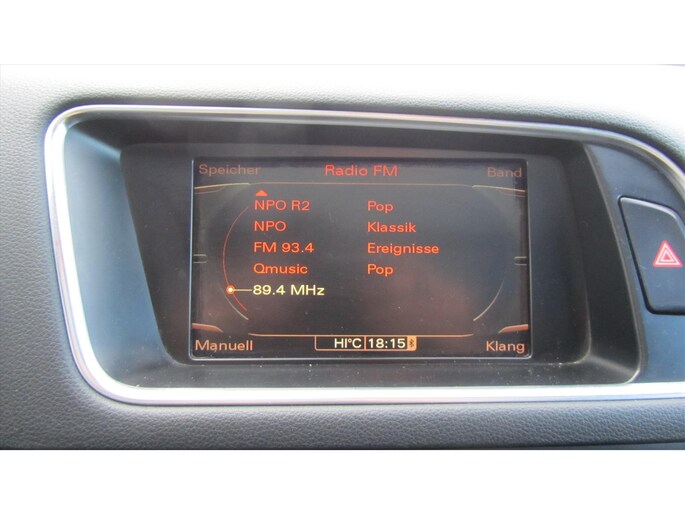 Speicher Radio FM Band
NPO R2 Pop
NPO Klassik
FM 93.4 Ereignisse
Qmusic Pop
89.4 MHz
Manuell HI°C 18:15 Klang